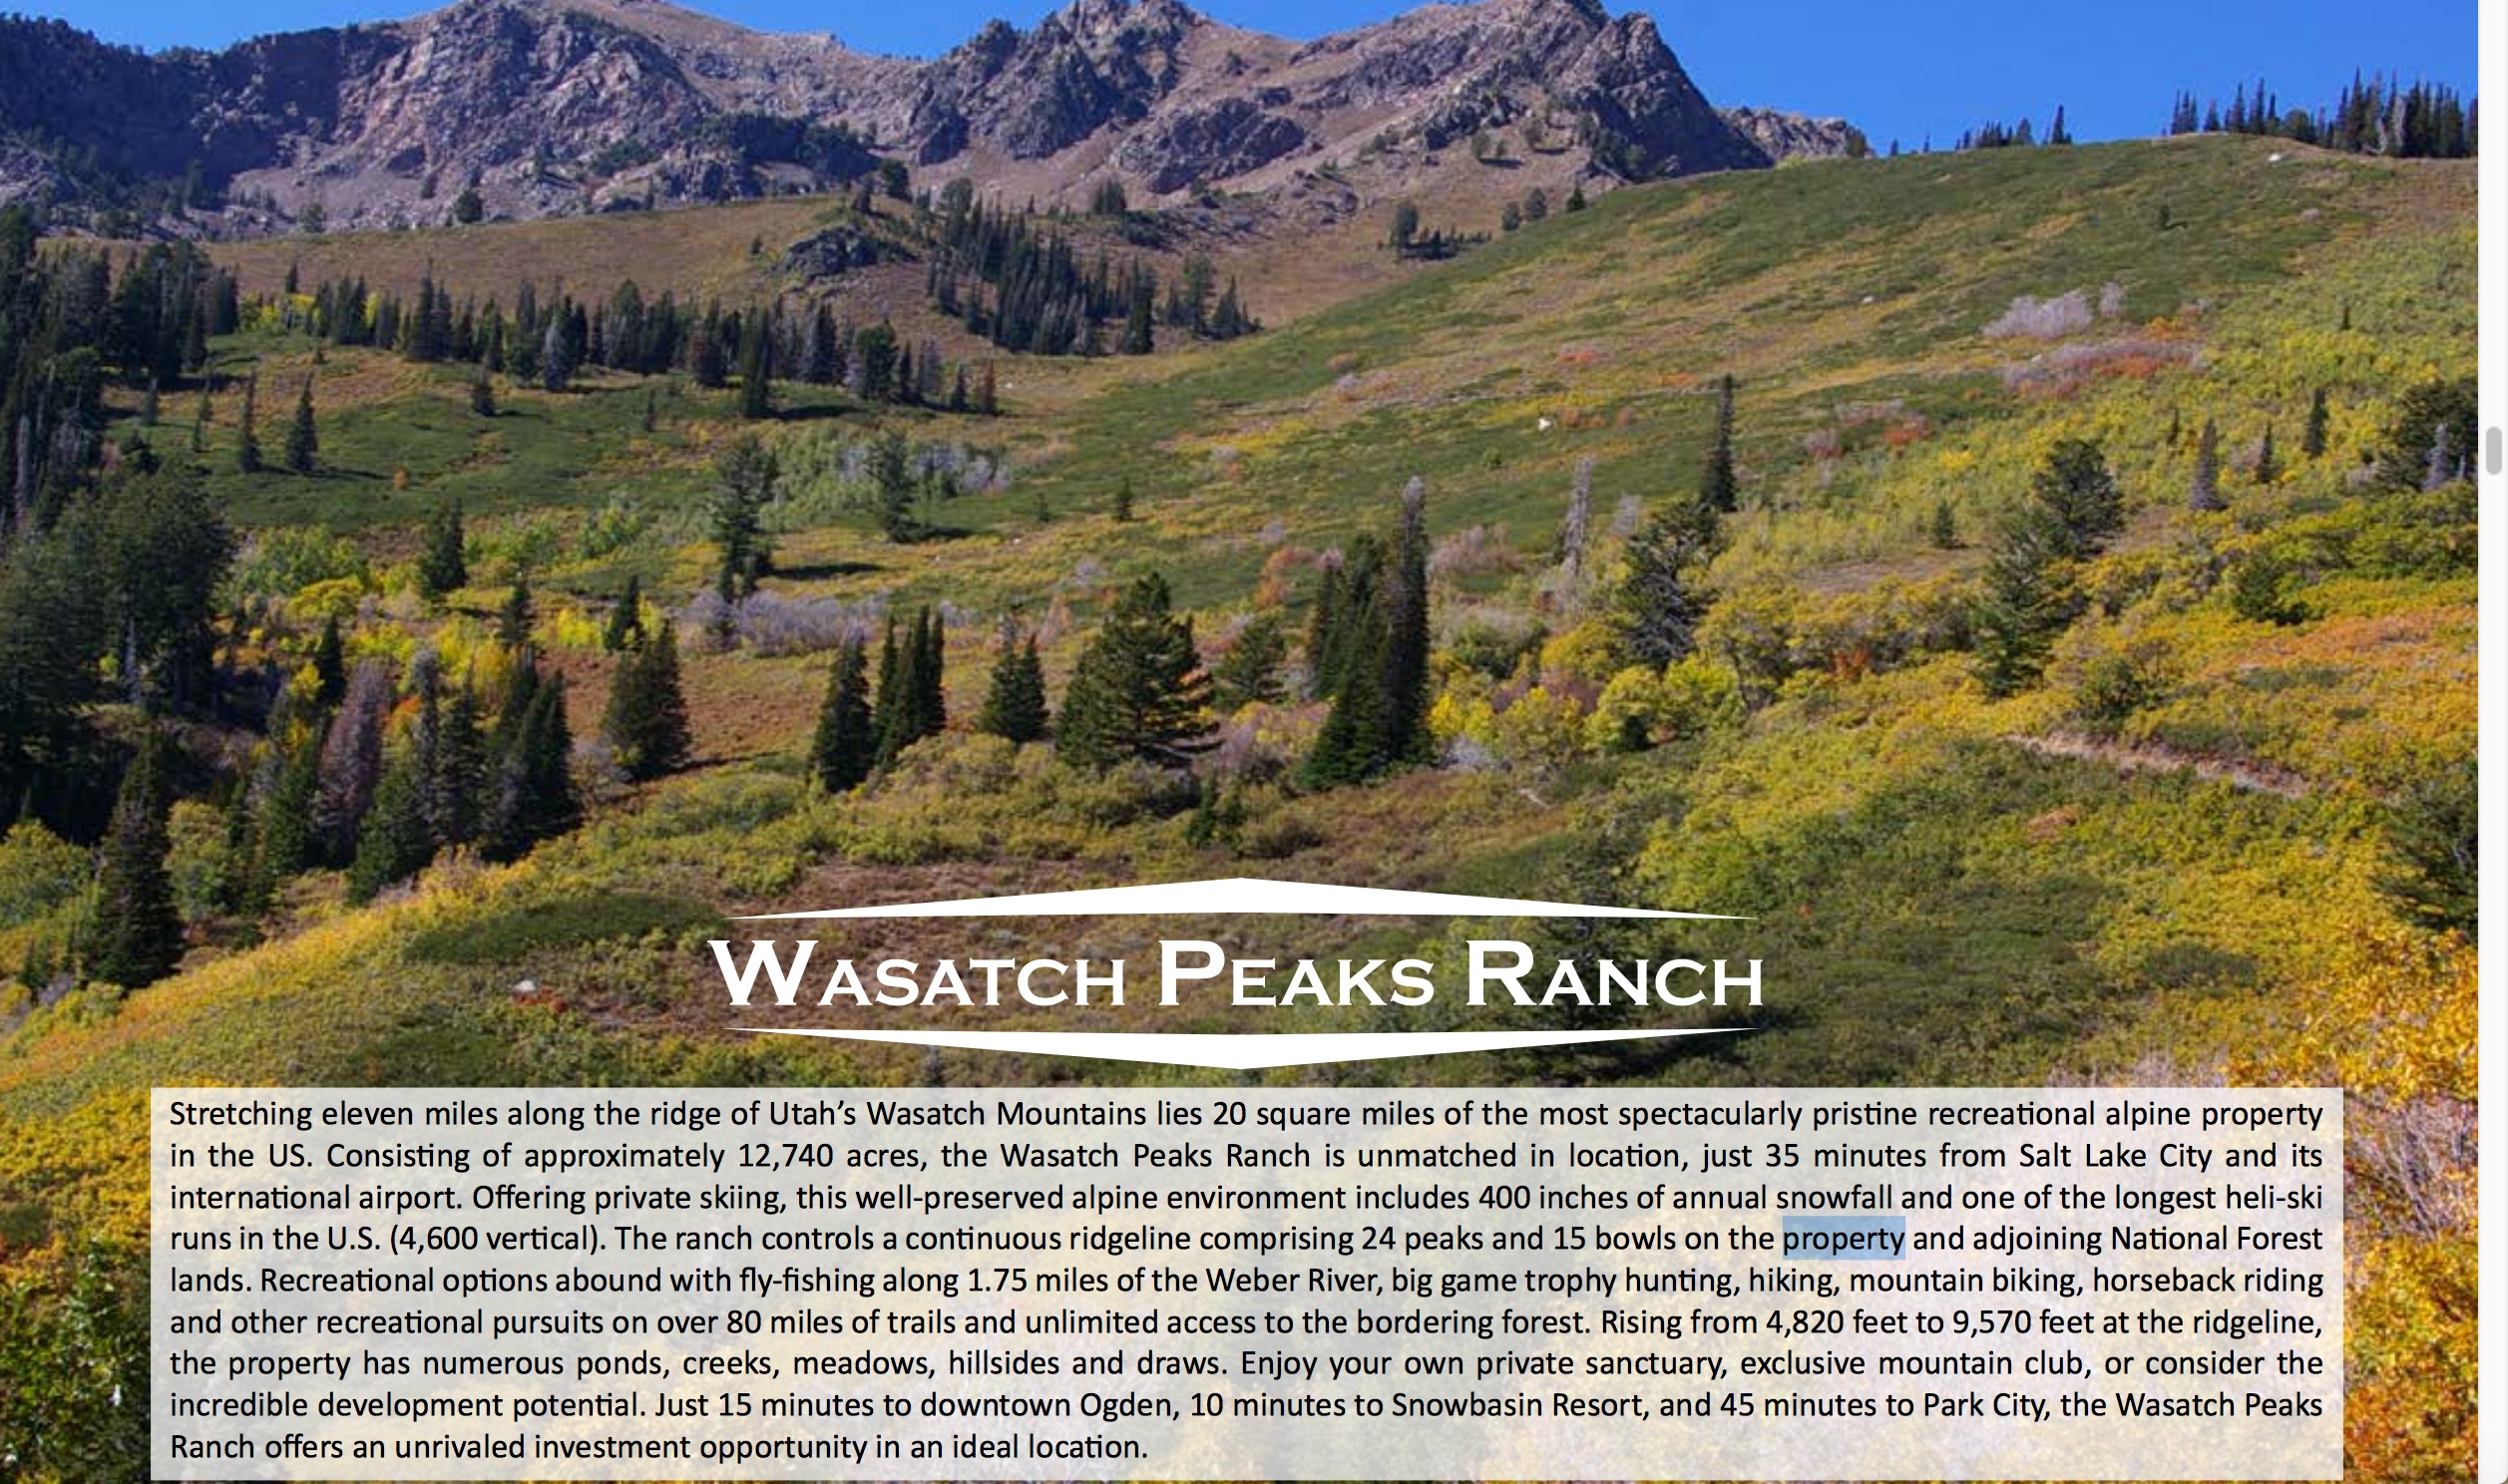 WASATCH PEAKS RANCH
Stretching eleven miles along the ridge of Utah’s Wasatch Mountains lies 20 square miles of the most spectacularly pristine recreational alpine property
in the US. Consisting of approximately 12,740 acres, the Wasatch Peaks Ranch is unmatched in location, just 35 minutes from Salt Lake City and its
international airport. Offering private skiing, this well-preserved alpine environment includes 400 inches of annual snowfall and one of the longest heli-ski
runs in the U.S. (4,600 vertical). The ranch controls a continuous ridgeline comprising 24 peaks and 15 bowls on the property and adjoining National Forest
lands. Recreational options abound with fly-fishing along 1.75 miles of the Weber River, big game trophy hunting, hiking, mountain biking, horseback riding
and other recreational pursuits on over 80 miles of trails and unlimited access to the bordering forest. Rising from 4,820 feet to 9,570 feet at the ridgeline,
the property has numerous ponds, creeks, meadows, hillsides and draws. Enjoy your own private sanctuary, exclusive mountain club, or consider the
incredible development potential. Just 15 minutes to downtown Ogden, 10 minutes to Snowbasin Resort, and 45 minutes to Park City, the Wasatch Peaks
Ranch offers an unrivaled investment opportunity in an ideal location.